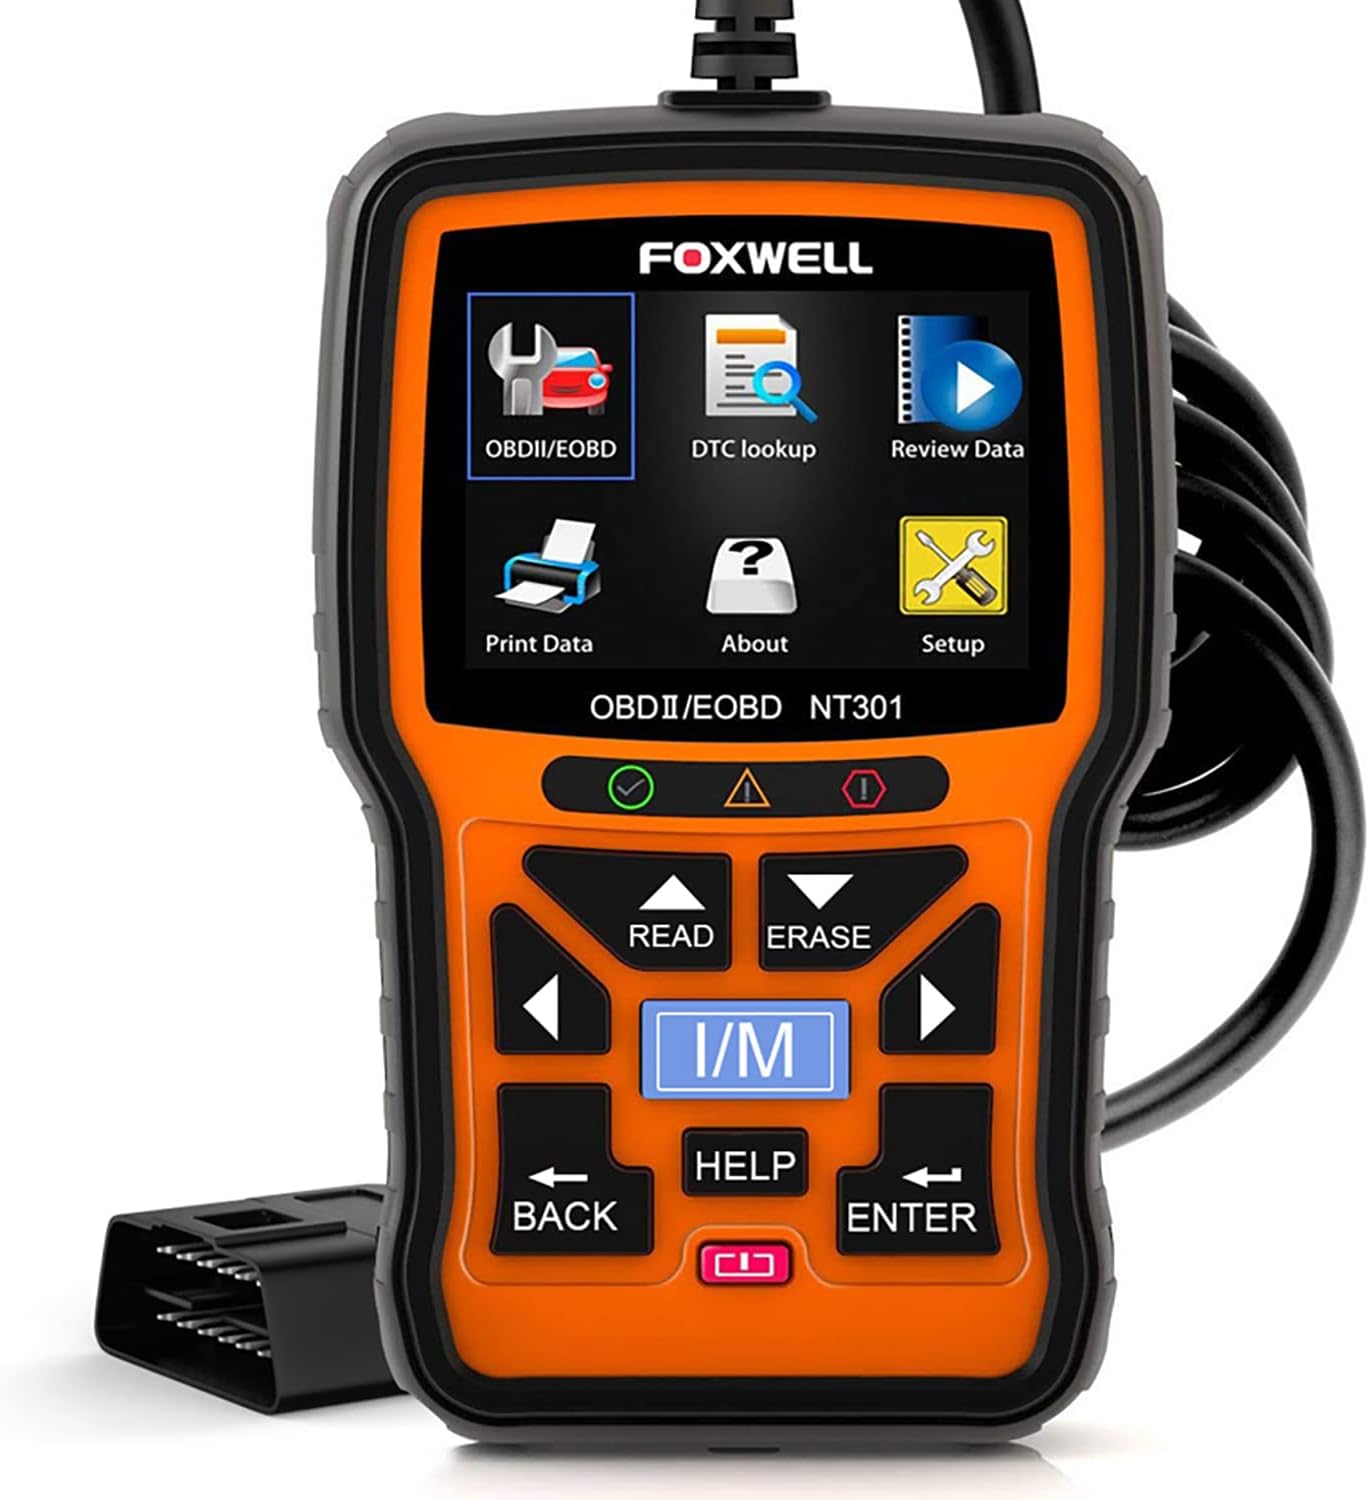 FOXWELL
OBDII/EOBD DTC lookup Review Data
Print Data About Setup
OBDII/EOBD NT301
READ ERASE
I/M
HELP
BACK ENTER